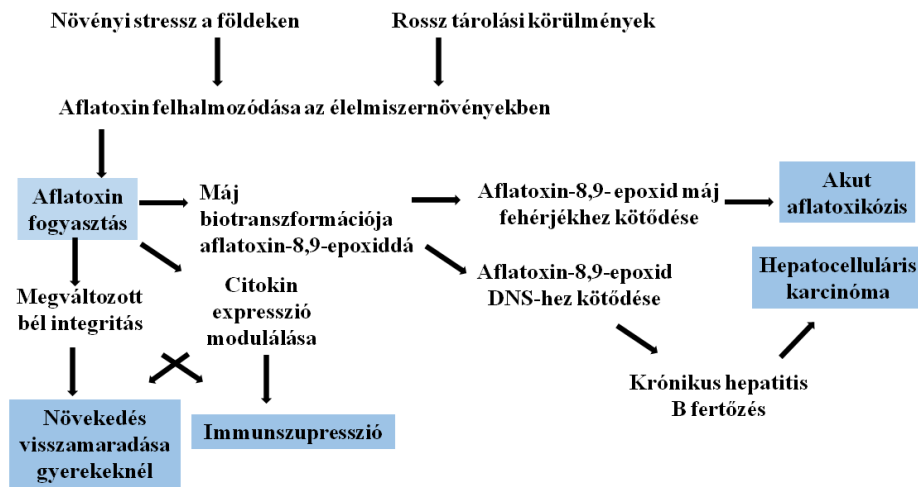 Növényi stressz a földeken
Rossz tárolási körülmények
Aflatoxin felhalmozódása az élelmiszernövényekben
Aflatoxin
fogyasztás
Máj
biotranszformációja
aflatoxin-8,9-epoxiddá
Aflatoxin-8,9- epoxid máj
fehérjékhez kötődése
Akut
aflatoxikózis
Megváltozott
bél integritás
Citokin
expresszió
modulálása
Aflatoxin-8,9-epoxid
DNS-hez kötődése
Hepatocelluláris
karcinóma
Krónikus hepatitis
B fertőzés
Növekedés
visszamaradása
gyerekeknél
Immunszupresszió